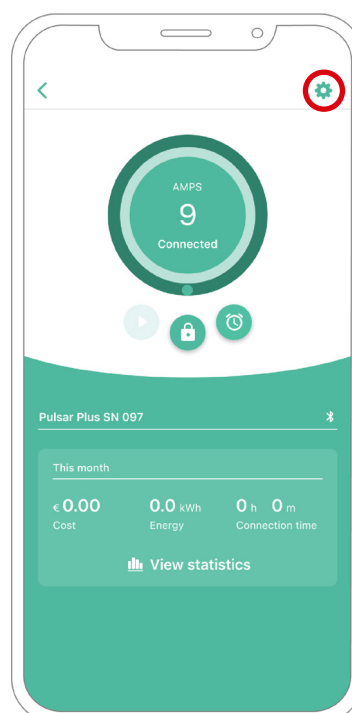 AMPS
9
Connected
Pulsar Plus SN 097
This month
€ 0.00 0.0 kWh 0 h 0 m
Cost Energy Connection time
View statistics